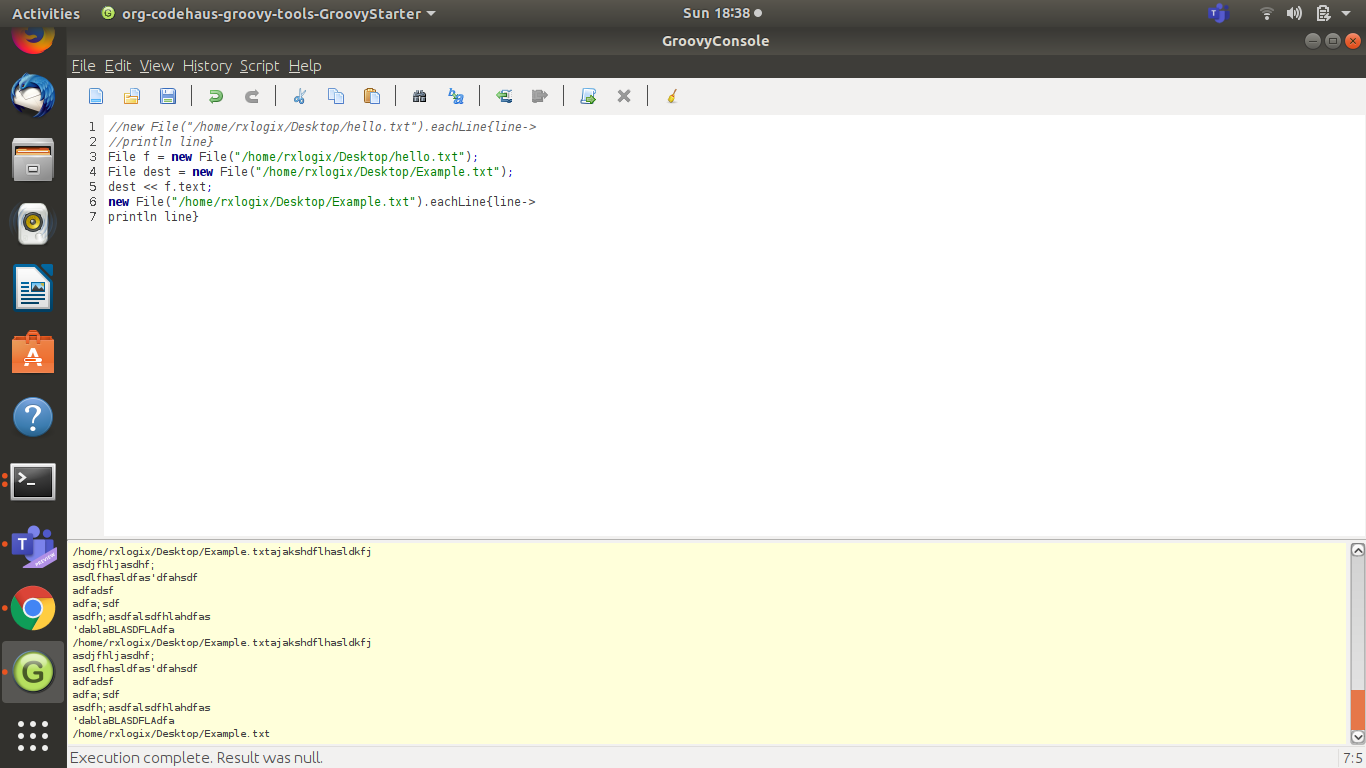 Activities org-codehaus-groovy-tools-GroovyStarter Sun 18:38
GroovyConsole
File Edit View History Script Help
1 //new File("/home/rxlogix/Desktop/hello.txt").eachLine{line->
2 //println line}
3 File f = new File("/home/rxlogix/Desktop/hello.txt");
4 File dest = new File("/home/rxlogix/Desktop/Example.txt");
5 dest << f.text;
6 new File("/home/rxlogix/Desktop/Example.txt").eachLine{line->
7 println line}
/home/rxlogix/Desktop/Example.txtajakshdflhasldkfj
asdjfhljasdhf;
asdlfhasldfas'dfahsdf
adfadsf
adfa;sdf
asdfh;asdfalsdfhlahdfas
'dablaBLASDFLAdfa
/home/rxlogix/Desktop/Example.txtajakshdflhasldkfj
asdjfhljasdhf;
asdlfhasldfas'dfahsdf
adfadsf
adfa;sdf
asdfh;asdfalsdfhlahdfas
'dablaBLASDFLAdfa
/home/rxlogix/Desktop/Example.txt
Execution complete. Result was null. 7:5